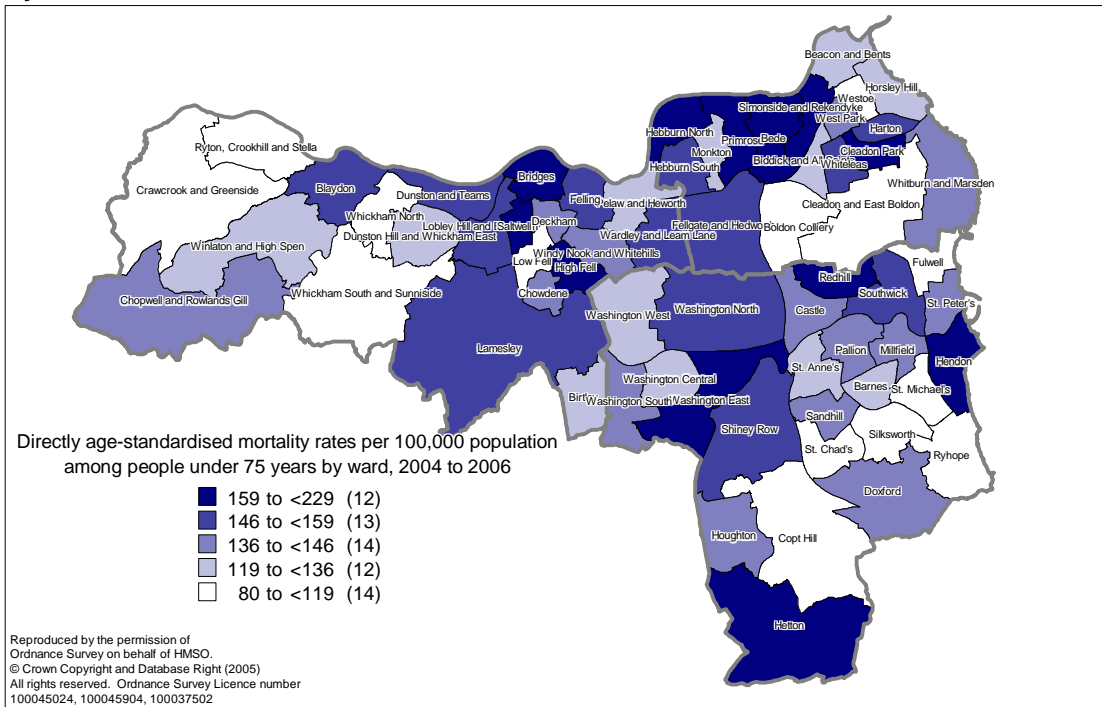 Beacon and Bents
Horsley Hill
Westoe
Simonside and Rekendyke
West Park
Hebburn North
Harton
Bede
Primrose
Monkton
Cleadon Park
Ryton, Crookhill and Stella
Biddick and All
Whiteleas
Hebburn South
Bridges
Whitburn and Marsden
Crawcrook and Greenside
Blaydon
Dunston and Teams
Felling
Cleadon and East Boldon
Whickham North
Lobley Hill and
Saltwell
Deckham
Fellgate and Hedwo
Boldon Colliery
Dunston Hill and Whickham East
Wardley and Leam Lane
Winlaton and High Spen
Windy Nook and Whitehills
Low Fell
High Fell
Fulwell
Redhill
Whickham South and Sunniside
Chowdene
Southwick
Chopwell and Rowlands Gill
St. Peter's
Washington West
Washington North
Castle
Lamesley
Pallion
Millfield
Hendon
St. Anne's
Washington Central
Barnes
St. Michael's
Washington South
Washington East
Sandhill
Shiney Row
Silksworth
St. Chad's
Ryhope
Doxford
Houghton
Copt Hill
Hetton
Directly age-standardised mortality rates per 100,000 population
among people under 75 years by ward, 2004 to 2006
159 to <229 (12)
146 to <159 (13)
136 to <146 (14)
119 to <136 (12)
80 to <119 (14)
Reproduced by the permission of
Ordnance Survey on behalf of HMSO.
© Crown Copyright and Database Right (2005)
All rights reserved. Ordnance Survey Licence number
100045024, 100045904, 100037502